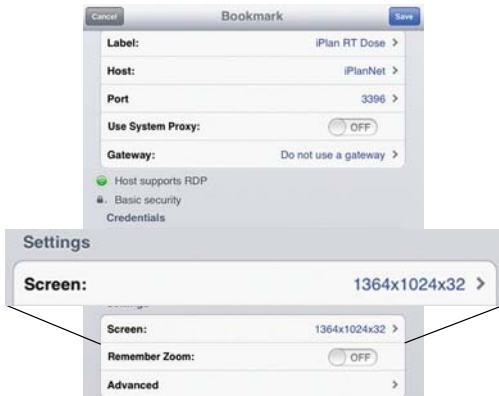 Cancel Bookmark Save
Label: iPlan RT Dose >
Host: iPlanNet >
Port 3396 >
Use System Proxy: OFF
Gateway: Do not use a gateway >
Host supports RDP
Basic security
Credentials
Settings
Screen: 1364x1024x32 >
Screen: 1364x1024x32 >
Remember Zoom: OFF
Advanced >